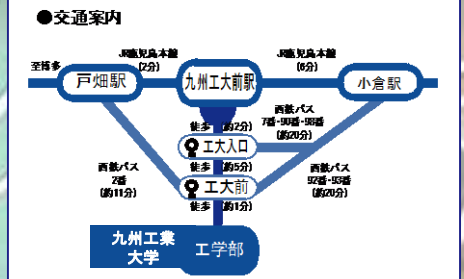 ●交通案内
至博多
JR鹿児島本線
(2分)
JR鹿児島本線
(6分)
戸畑駅
九州工大前駅
小倉駅
徒歩 (約2分)
西鉄バス
7番・90番・98番
(約20分)
工大入口
徒歩 (約5分)
西鉄バス
2番
(約11分)
西鉄バス
92番・93番
(約20分)
工大前
徒歩 (約1分)
九州工業
大学
工学部